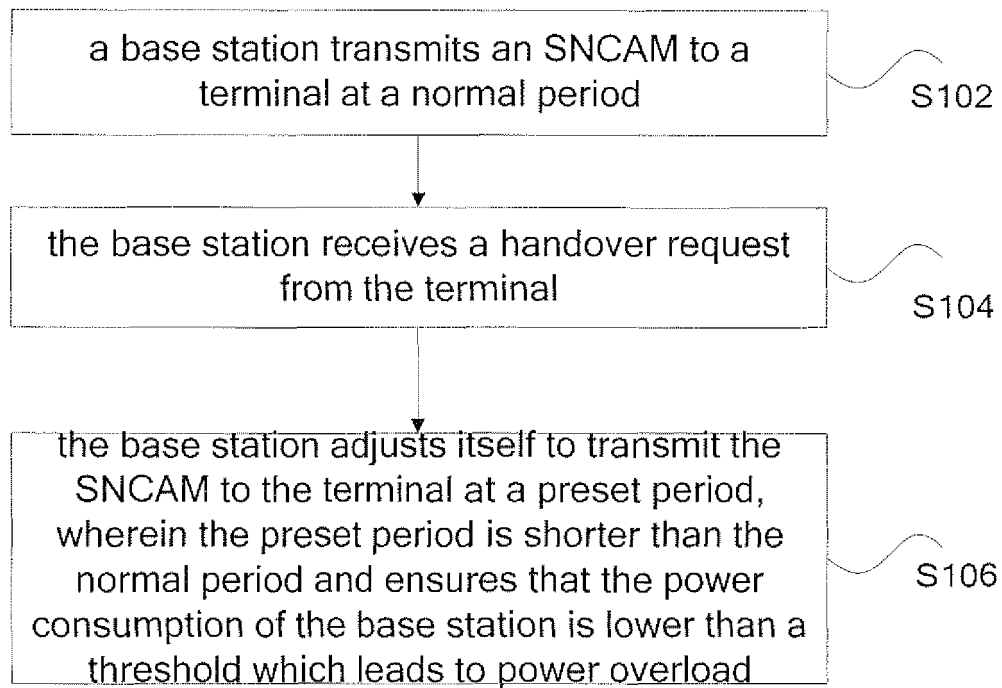 a base station transmits an SNCAM to a
terminal at a normal period
S102
the base station receives a handover request
from the terminal
S104
the base station adjusts itself to transmit the
SNCAM to the terminal at a preset period,
wherein the preset period is shorter than the
normal period and ensures that the power
consumption of the base station is lower than a
threshold which leads to power overload
S106